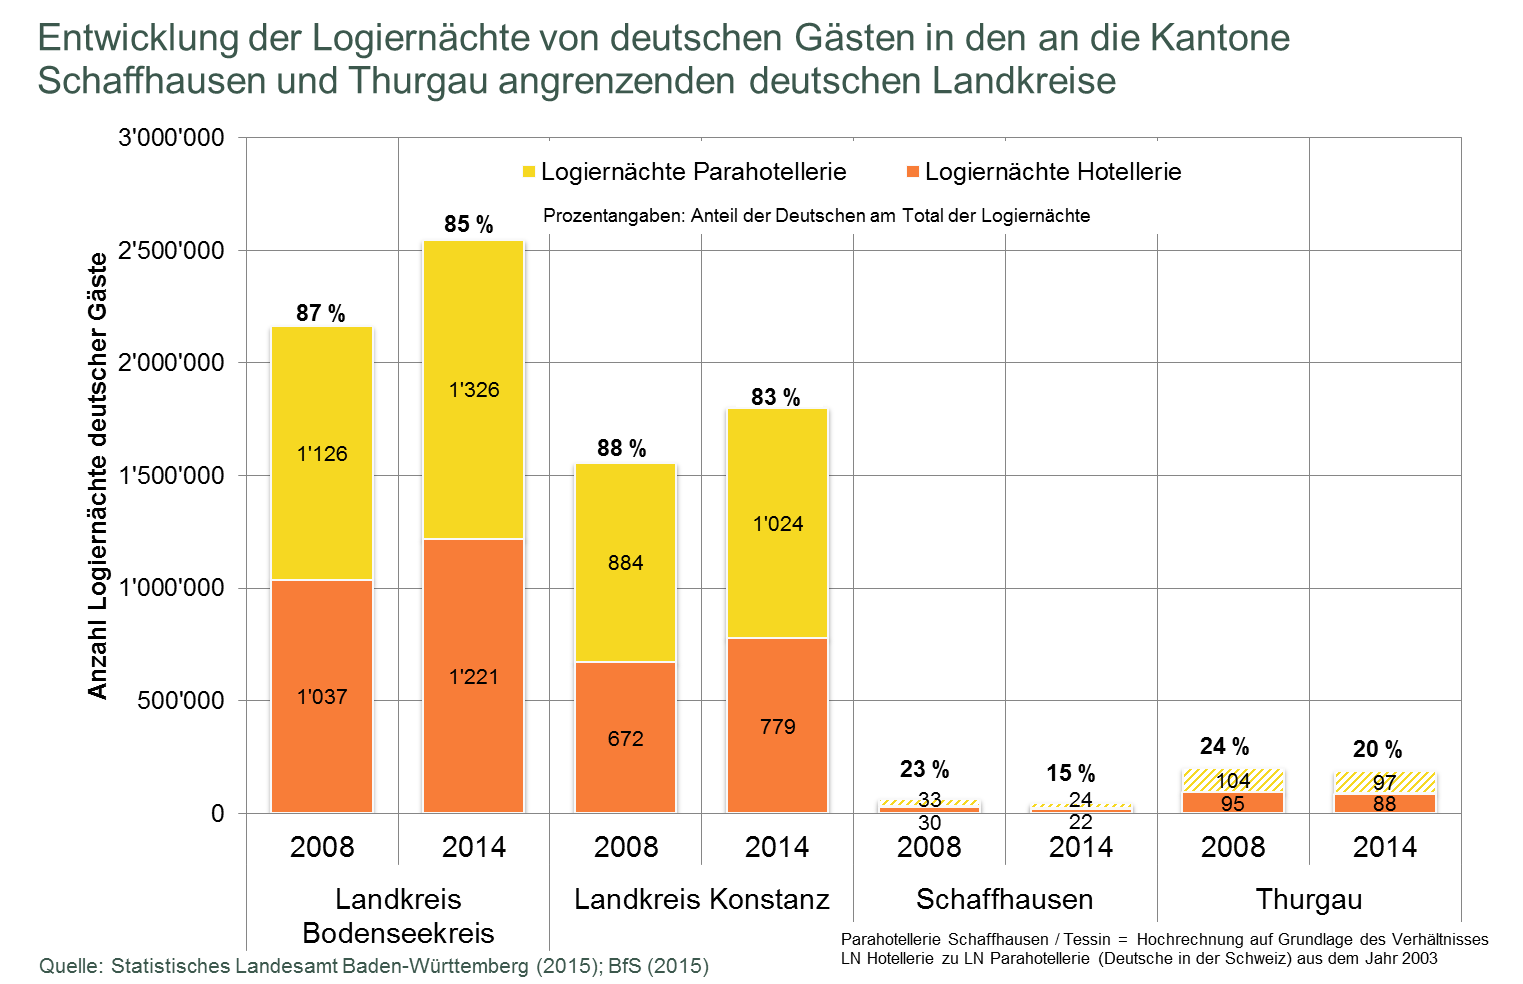 Entwicklung der Logiernächte von deutschen Gästen in den an die Kantone
Schaffhausen und Thurgau angrenzenden deutschen Landkreise
Anzahl Logiernächte deutscher Gäste
3'000'000
2'500'000
2'000'000
1'500'000
1'000'000
500'000
0
Logiernächte Parahotellerie
Logiernächte Hotellerie
Prozentangaben: Anteil der Deutschen am Total der Logiernächte
87 %
1'126
1'037
85 %
1'326
1'221
88 %
884
672
83 %
1'024
779
23 %
33
30
15 %
24
22
24 %
104
95
20 %
97
88
2008 2014 2008 2014 2008 2014 2008 2014
Landkreis
Bodenseekreis
Landkreis Konstanz
Schaffhausen
Thurgau
Parahotellerie Schaffhausen / Tessin = Hochrechnung auf Grundlage des Verhältnisses
LN Hotellerie zu LN Parahotellerie (Deutsche in der Schweiz) aus dem Jahr 2003
Quelle: Statistisches Landesamt Baden-Württemberg (2015); BfS (2015)